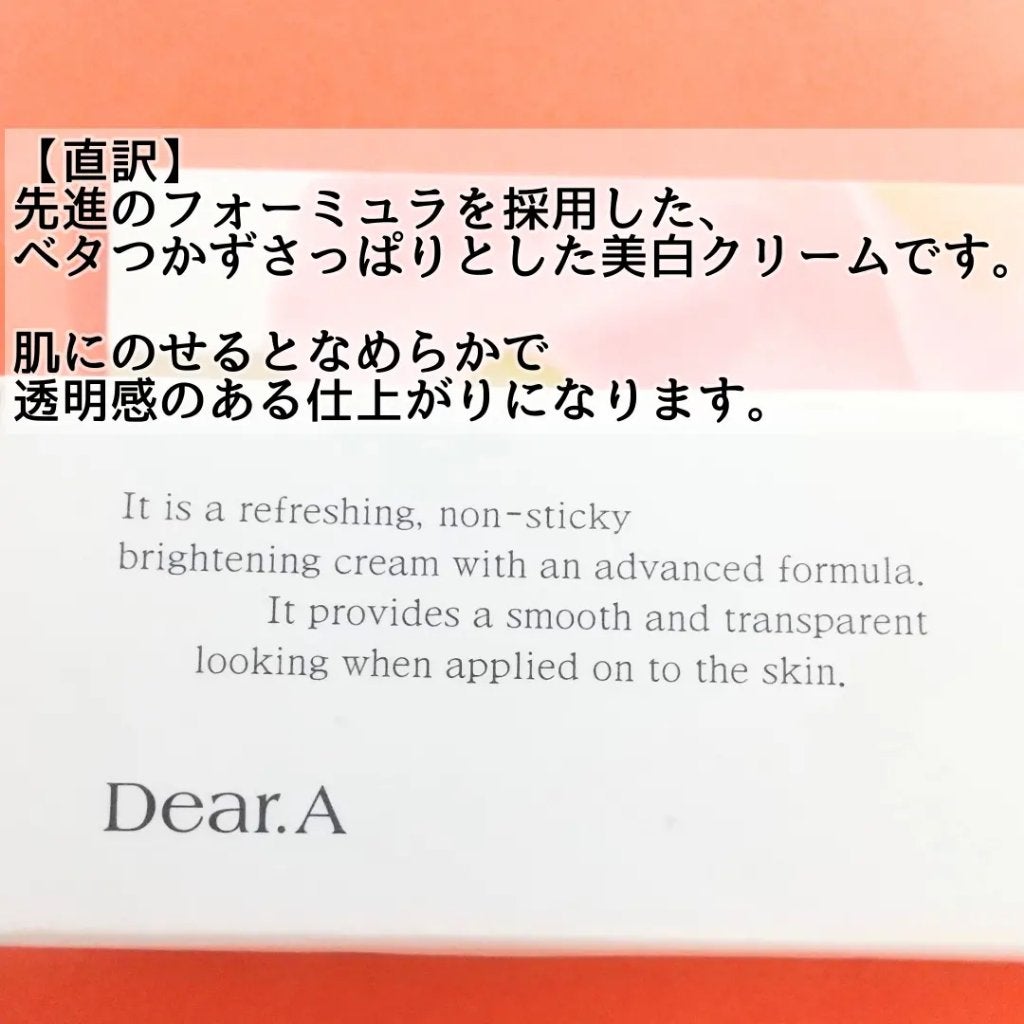 【直訳】
先進のフォーミュラを採用した、
ベタつかずさっぱりとした美白クリームです。
肌にのせるとなめらかで
透明感のある仕上がりになります。
It is a refreshing, non-sticky
brightening cream with an advanced formula.
It provides a smooth and transparent
looking when applied on to the skin.
Dear.A